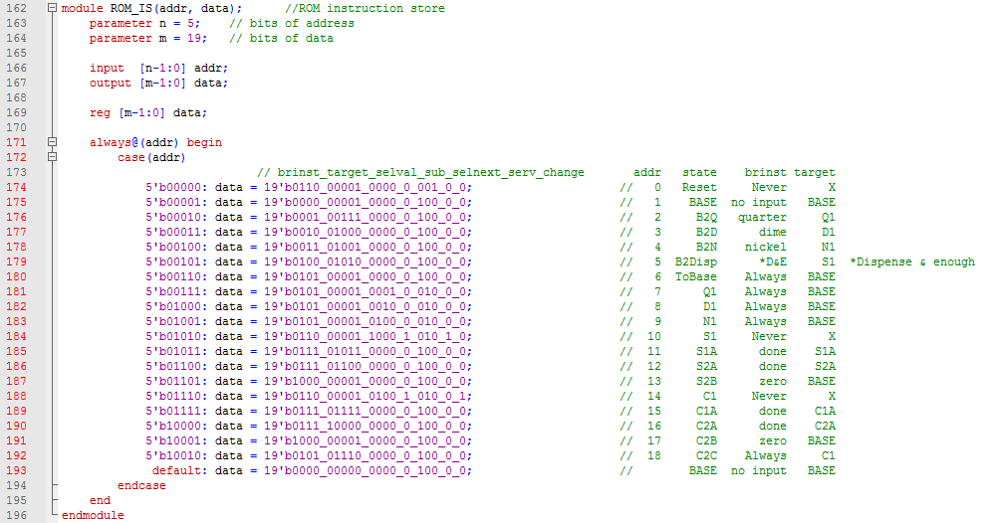 162 module ROM_IS(addr, data);      //ROM instruction store
163     parameter n = 5;    // bits of address
164     parameter m = 19;   // bits of data
165
166     input  [n-1:0] addr;
167     output [m-1:0] data;
168
169     reg [m-1:0] data;
170
171     always@(addr) begin
172         case(addr)
173                             // brinst_target_selval_sub_selnext_serv_change       addr   state    brinst target
174             5'b00000: data = 19'b0110_00001_0000_0_001_0_0;                     //   0   Reset     Never      X
175             5'b00001: data = 19'b0000_00001_0000_0_100_0_0;                     //   1    BASE  no input   BASE
176             5'b00010: data = 19'b0001_00111_0000_0_100_0_0;                     //   2     B2Q   quarter     Q1
177             5'b00011: data = 19'b0010_01000_0000_0_100_0_0;                     //   3     B2D      dime     D1
178             5'b00100: data = 19'b0011_01001_0000_0_100_0_0;                     //   4     B2N    nickel     N1
179             5'b00101: data = 19'b0100_01010_0000_0_100_0_0;                     //   5  B2Disp      *D&E     S1  *Dispense & enough
180             5'b00110: data = 19'b0101_00001_0000_0_100_0_0;                     //   6  ToBase    Always   BASE
181             5'b00111: data = 19'b0101_00001_0001_0_010_0_0;                     //   7      Q1    Always   BASE
182             5'b01000: data = 19'b0101_00001_0010_0_010_0_0;                     //   8      D1    Always   BASE
183             5'b01001: data = 19'b0101_00001_0100_0_010_0_0;                     //   9      N1    Always   BASE
184             5'b01010: data = 19'b0110_00001_1000_1_010_1_0;                     //  10      S1     Never      X
185             5'b01011: data = 19'b0111_01011_0000_0_100_0_0;                     //  11     S1A      done    S1A
186             5'b01100: data = 19'b0111_01100_0000_0_100_0_0;                     //  12     S2A      done    S2A
187             5'b01101: data = 19'b1000_00001_0000_0_100_0_0;                     //  13     S2B      zero   BASE
188             5'b01110: data = 19'b0110_00001_0100_1_010_0_1;                     //  14      C1     Never      X
189             5'b01111: data = 19'b0111_01111_0000_0_100_0_0;                     //  15     C1A      done    C1A
190             5'b10000: data = 19'b0111_10000_0000_0_100_0_0;                     //  16     C2A      done    C2A
191             5'b10001: data = 19'b1000_00001_0000_0_100_0_0;                     //  17     C2B      zero   BASE
192             5'b10010: data = 19'b0101_01110_0000_0_100_0_0;                     //  18     C2C    Always     C1
193              default: data = 19'b0000_00000_0000_0_100_0_0;                     //        BASE  no input   BASE
194         endcase
195     end
196 endmodule